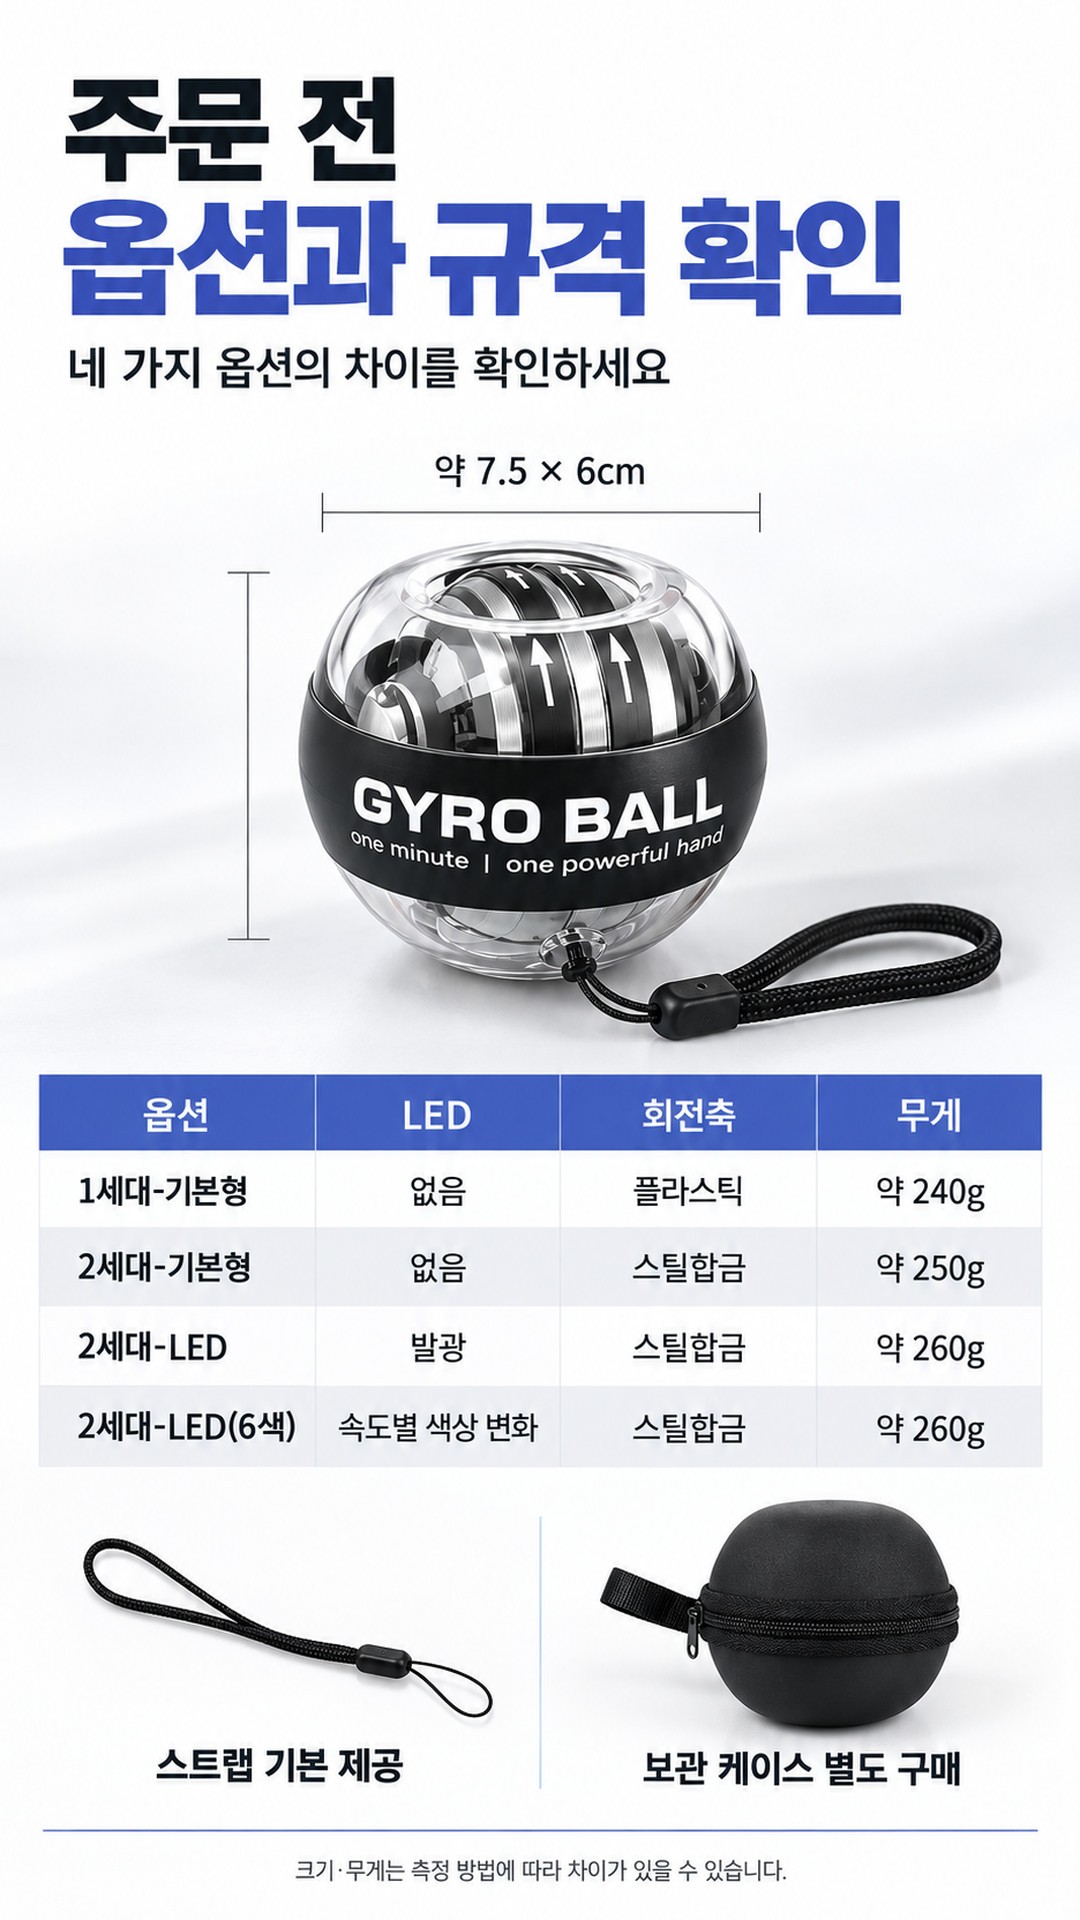 주문 전
옵션과 규격 확인
네 가지 옵션의 차이를 확인하세요
약 7.5 × 6cm
GYRO BALL
one minute | one powerful hand
옵션 LED 회전축 무게
1세대-기본형 없음 플라스틱 약 240g
2세대-기본형 없음 스틸합금 약 250g
2세대-LED 발광 스틸합금 약 260g
2세대-LED(6색) 속도별 색상 변화 스틸합금 약 260g
스트랩 기본 제공
보관 케이스 별도 구매
크기·무게는 측정 방법에 따라 차이가 있을 수 있습니다.